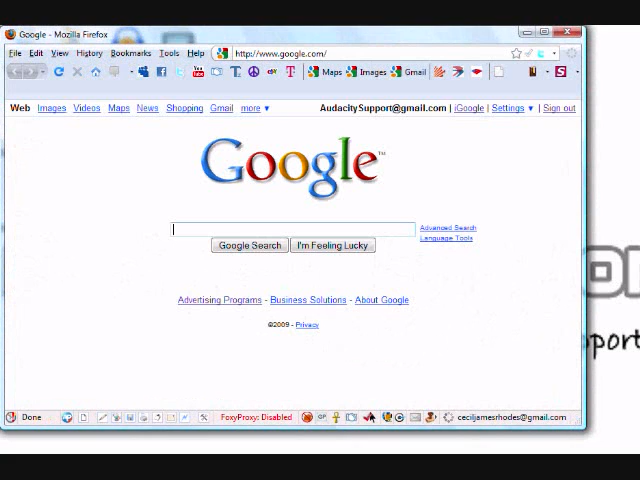 Google - Mozilla Firefox
File Edit View History Bookmarks Tools Help http://www.google.com/
Maps Images Gmail
Web Images Videos Maps News Shopping Gmail more ▼ AudacitySupport@gmail.com | iGoogle | Settings ▼ | Sign out
Google™
Advanced Search
Language Tools
Google Search I'm Feeling Lucky
Advertising Programs - Business Solutions - About Google
©2009 - Privacy
Done FoxyProxy: Disabled ceciljamesrhodes@gmail.com